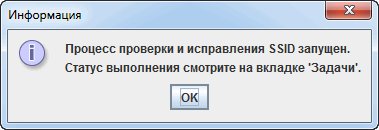 Информация
Процесс проверки и исправления SSID запущен.
Статус выполнения смотрите на вкладке 'Задачи'.
OK